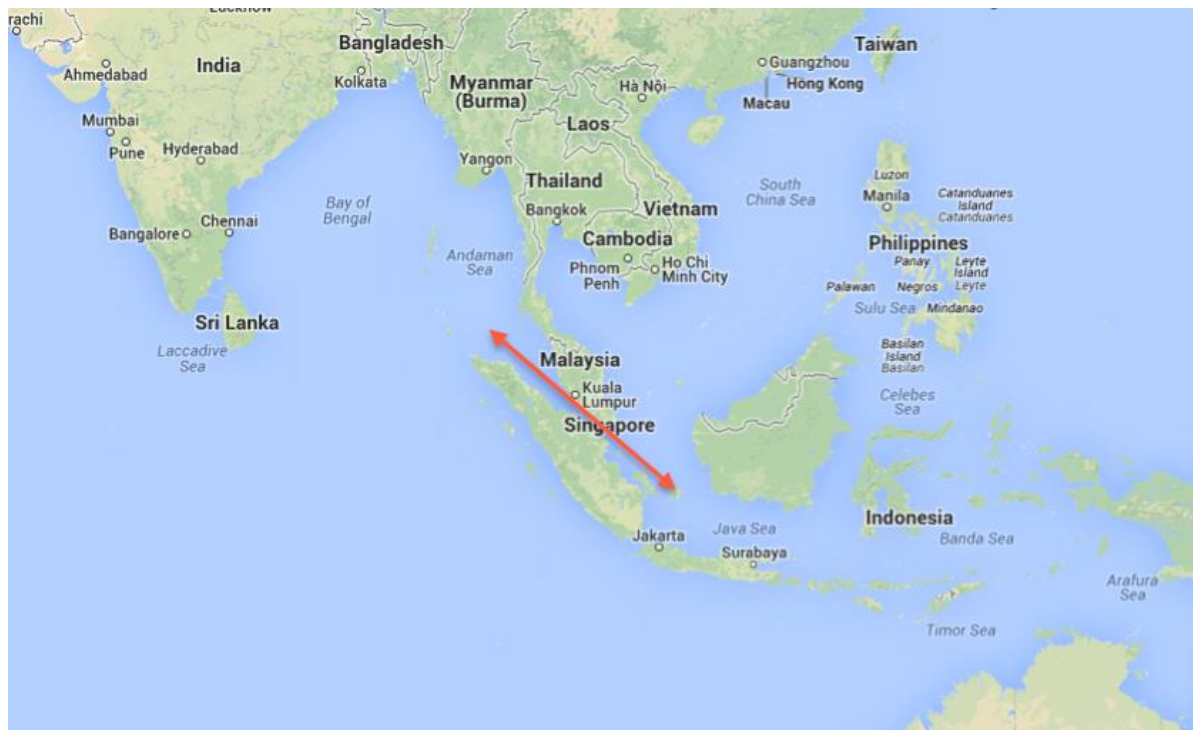 rachi
Lucknow
Ahmedabad
India
Bangladesh
Kolkata
Myanmar
(Burma)
Hà Nội
Guangzhou
Taiwan
Hong Kong
Macau
Laos
Mumbai
Pune
Hyderabad
Yangon
Thailand
Bangkok
Vietnam
South
China Sea
Luzon
Manila
Catanduanes
Island
Catanduanes
Bay of
Bengal
Chennai
Bangalore
Andaman
Sea
Cambodia
Phnom
Penh
Ho Chi
Minh City
Philippines
Panay
Leyte
Island
Leyte
Palawan
Negros
Sulu Sea
Mindanao
Sri Lanka
Laccadive
Sea
Basilan
Island
Basilan
Malaysia
Kuala
Lumpur
Singapore
Celebes
Sea
Indonesia
Banda Sea
Jakarta
Java Sea
Surabaya
Arafura
Sea
Timor Sea